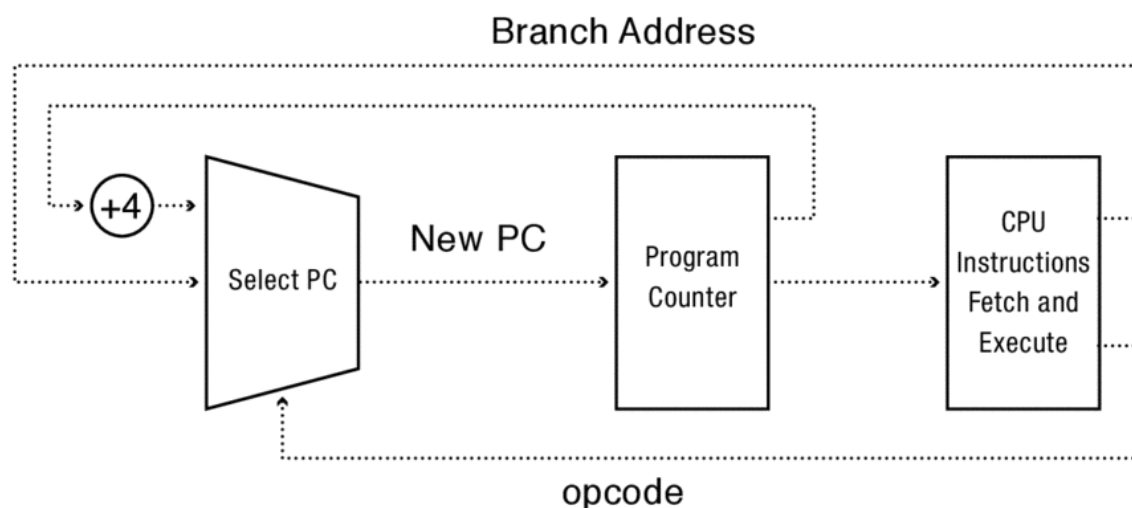 Branch Address
+4
Select PC
New PC
Program
Counter
CPU
Instructions
Fetch and
Execute
opcode